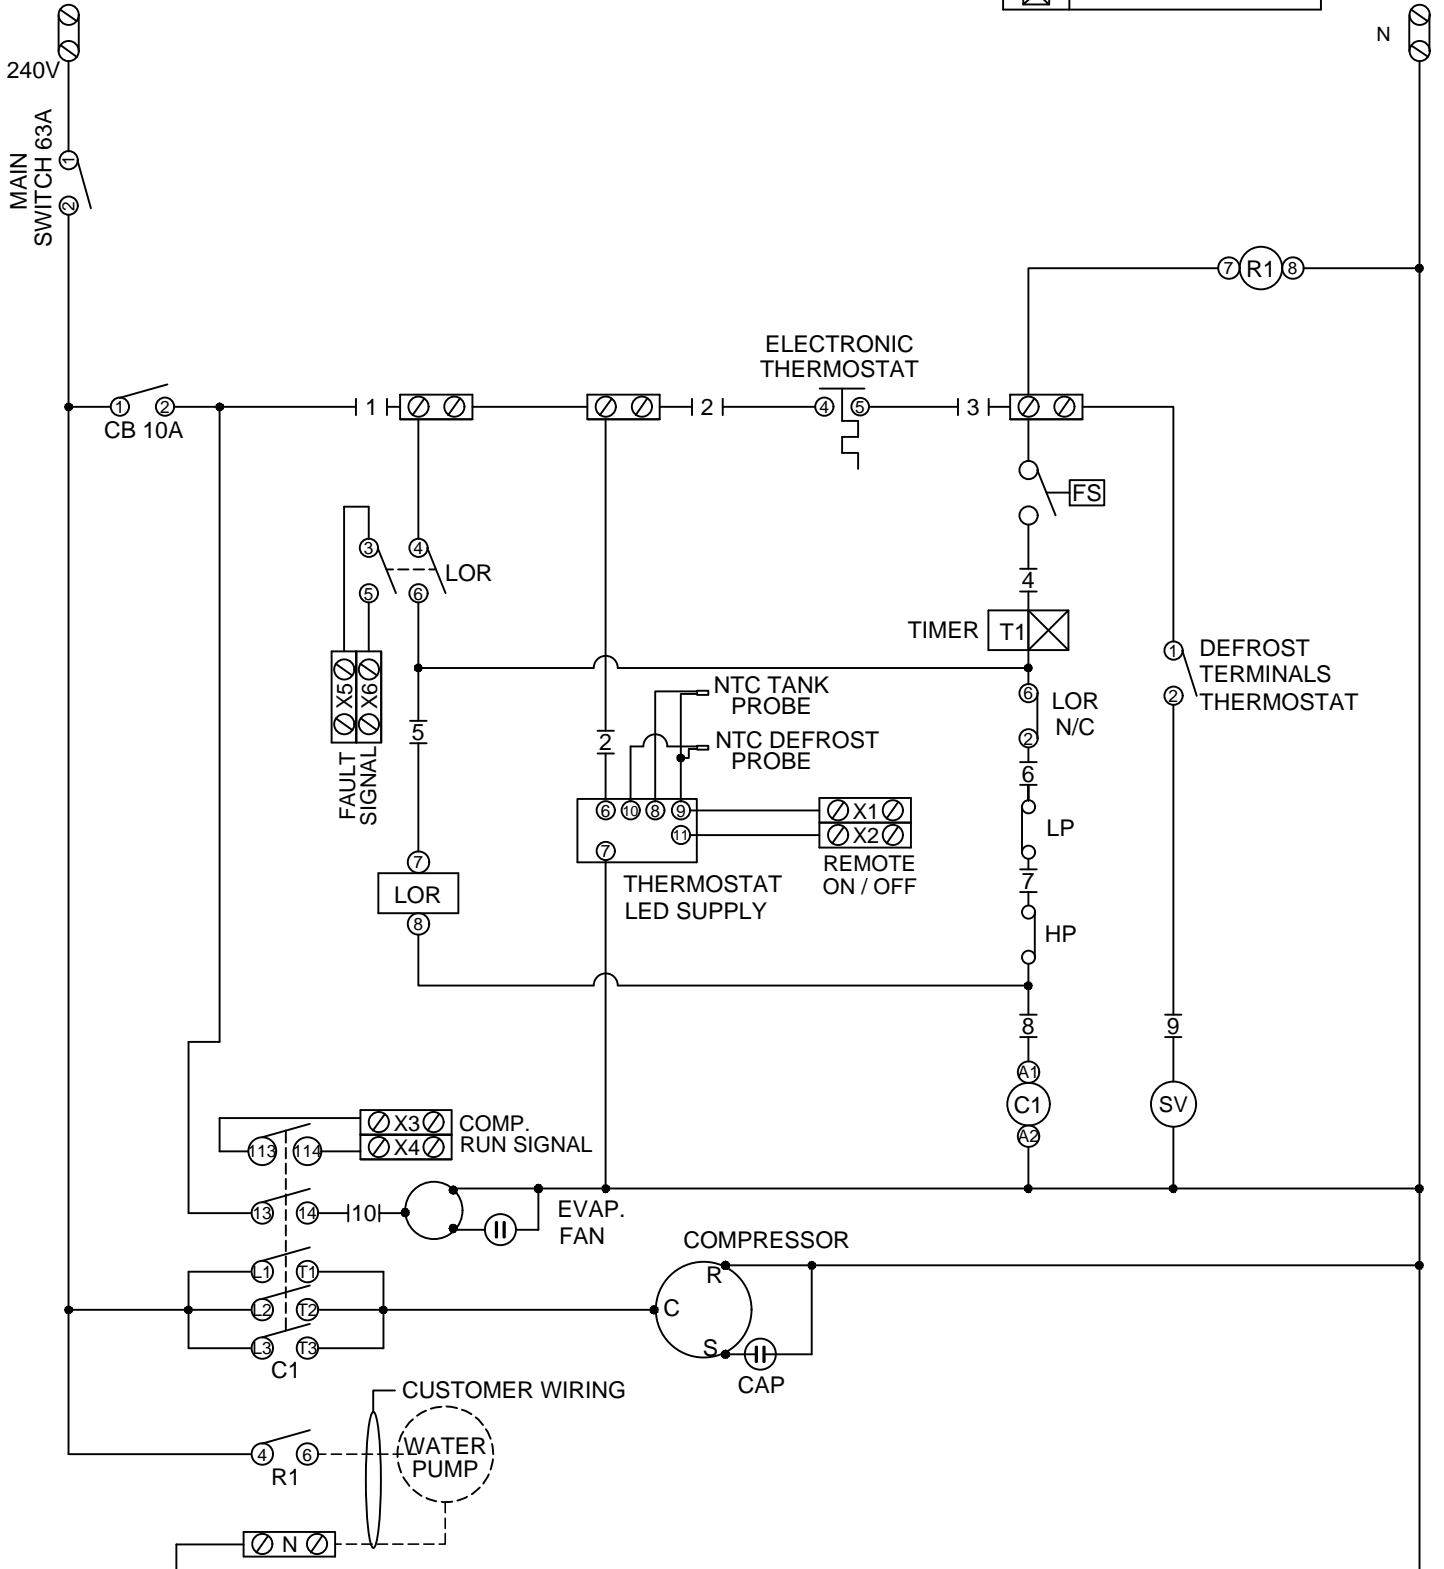 N
240V
MAIN
SWITCH 63A
1
2
7 R1 8
ELECTRONIC
THERMOSTAT
1 2
CB 10A
1
2
4 5
3
FS
3 4
LOR
5 6
4
TIMER T1
X5 X6
FAULT
SIGNAL
5
2
NTC TANK
PROBE
NTC DEFROST
PROBE
1
2
DEFROST
TERMINALS
THERMOSTAT
6
2
LOR
N/C
6
LP
7
HP
6 10 8 9
11
7
X1
X2
REMOTE
ON / OFF
THERMOSTAT
LED SUPPLY
7
LOR
8
8
9
A1
C1
A2
SV
X3
X4
COMP.
RUN SIGNAL
113 114
13 14
10
EVAP.
FAN
COMPRESSOR
R
C
S
CAP
L1 T1
L2 T2
L3 T3
C1
CUSTOMER WIRING
4 6
R1
WATER
PUMP
N